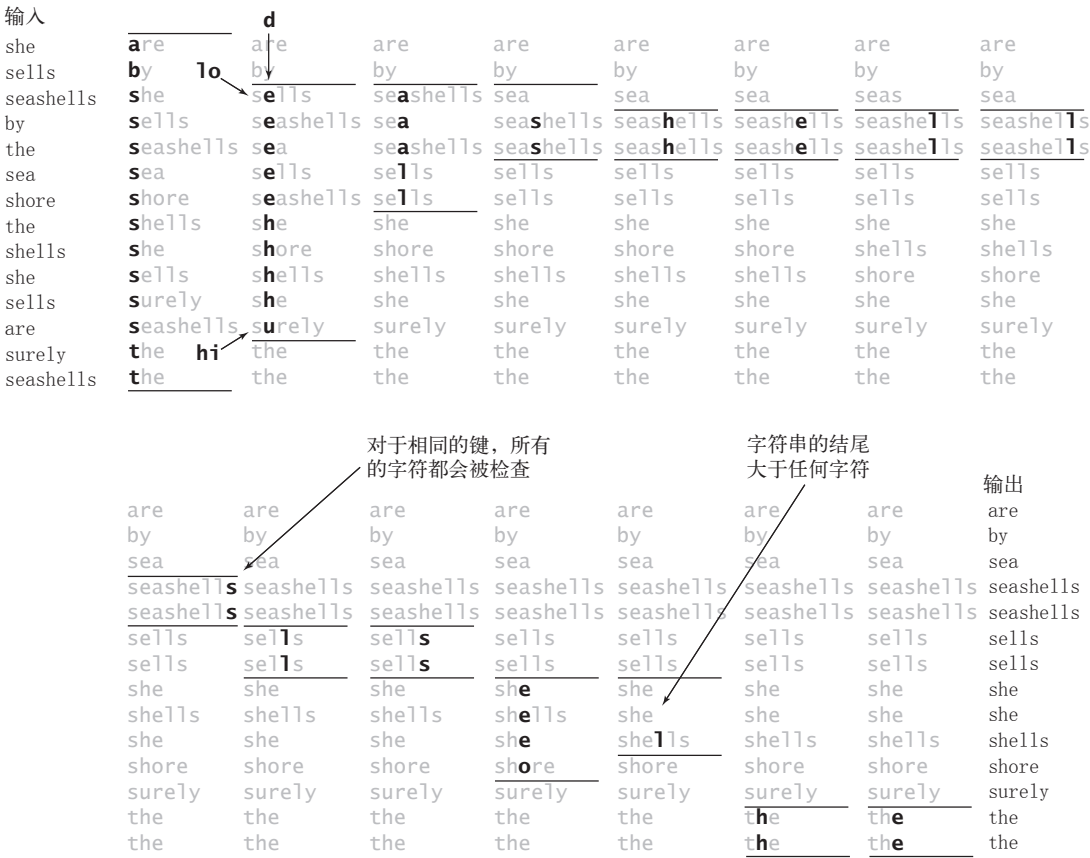 输入
d
she are are are are are are are are
sells by lo by by by by by by by
seashells she sells seashells sea sea sea seas sea
by sells seashells sea seashells seashells seashells seashells seashells
the seashells sea seashells seashells seashells seashells seashells seashells
sea sea sells sells sells sells sells sells sells
shore shore seashells sells sells sells sells sells sells
the shells she she she she she she she
shells she shore shore shore shore shore shells shells
she sells shells shells shells shells shells shore shore
sells surely she she she she she she she
are seashells surely surely surely surely surely surely surely
surely the hi the the the the the the the
seashells the the the the the the the the
对于相同的键，所有
的字符都会被检查
字符串的结尾
大于任何字符
输出
are are are are are are are are
by by by by by by by by
sea sea sea sea sea sea sea sea
seashells seashells seashells seashells seashells seashells seashells seashells
seashells seashells seashells seashells seashells seashells seashells seashells
sells sells sells sells sells sells sells sells
sells sells sells sells sells sells sells sells
she she she she she she she she
shells shells shells shells she she she she
she she she she shells shells shells shells
shore shore shore shore shore shore shore shore
surely surely surely surely surely surely surely surely
the the the the the the the the
the the the the the the the the